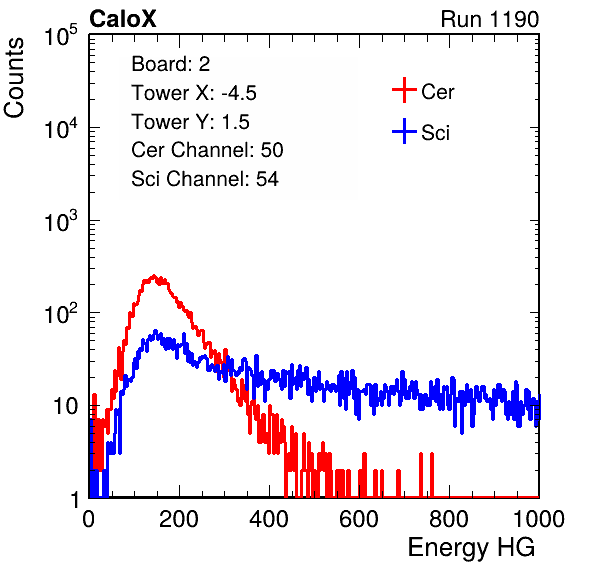 CaloX Run 1190
Counts
10^5
10^4
10^3
10^2
10
1
Board: 2
Tower X: -4.5
Tower Y: 1.5
Cer Channel: 50
Sci Channel: 54
Cer
Sci
0 200 400 600 800 1000
Energy HG